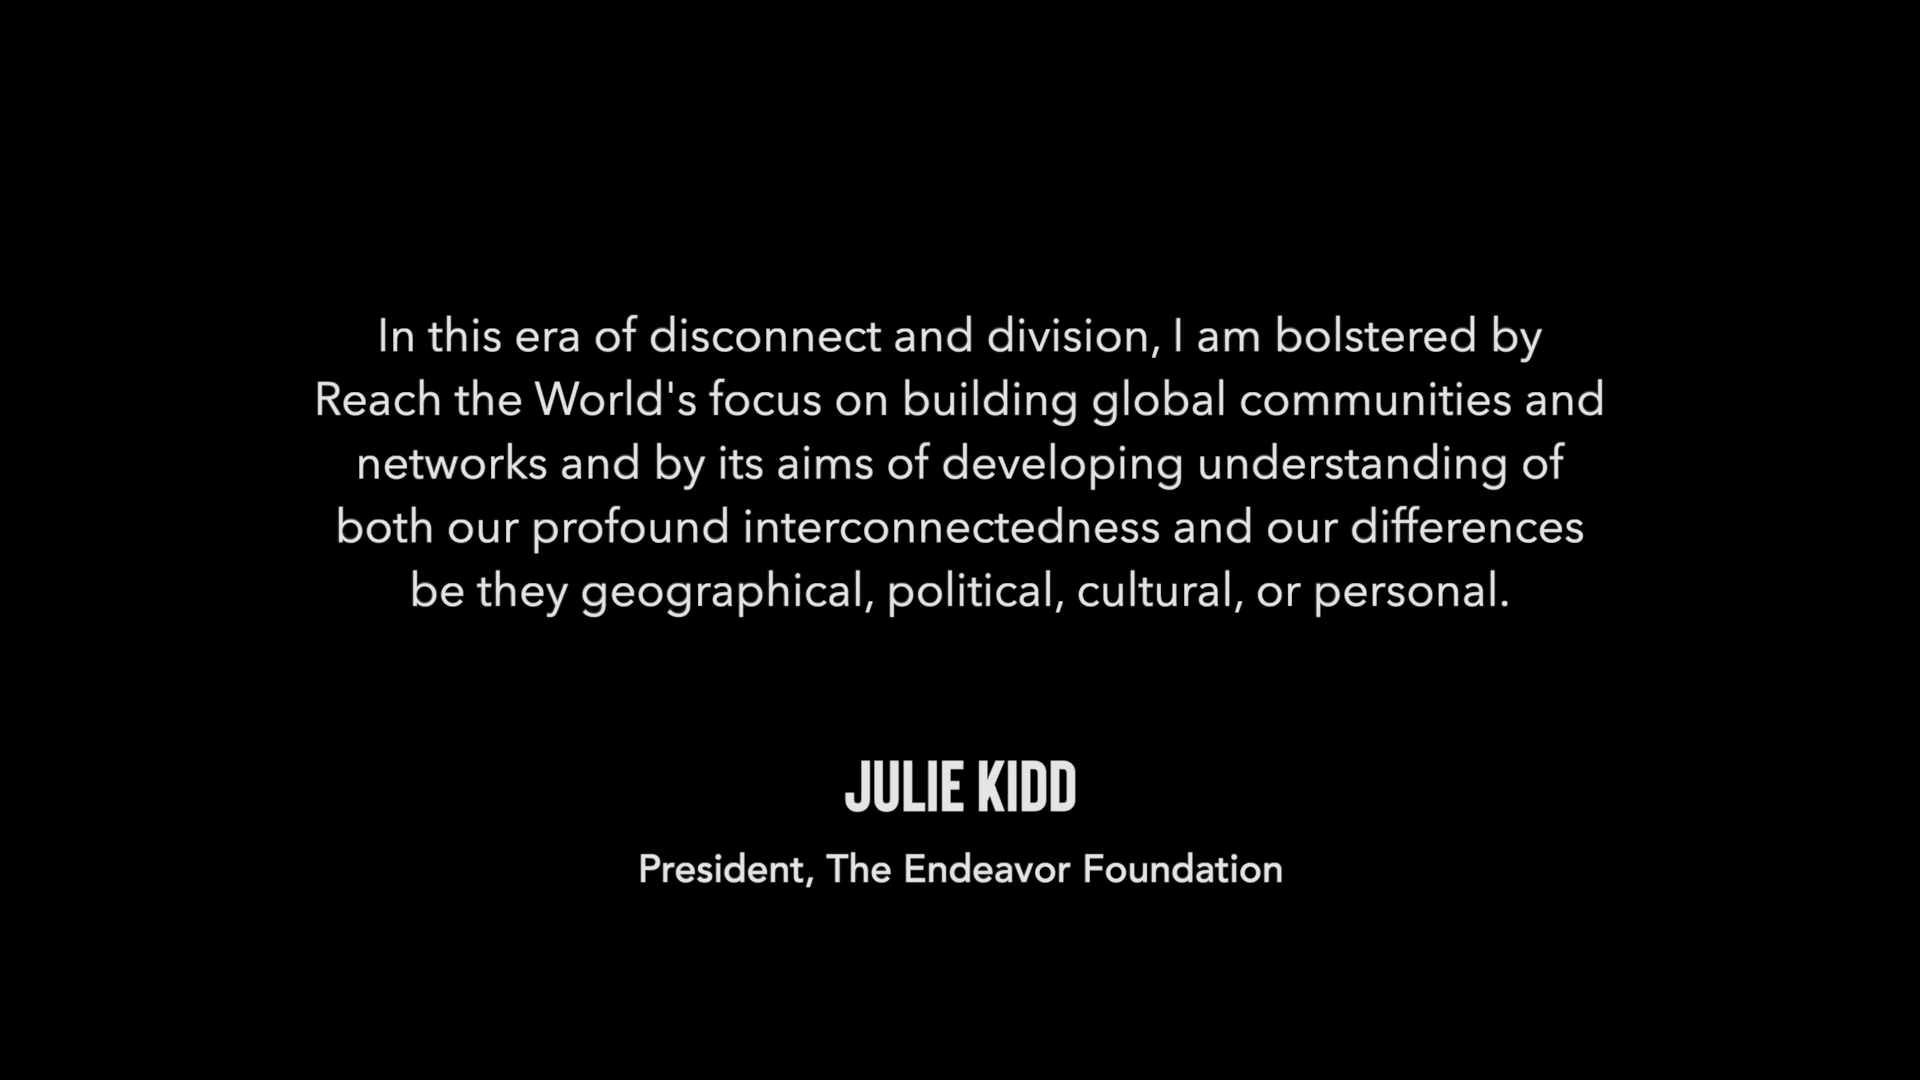 In this era of disconnect and division, I am bolstered by
Reach the World's focus on building global communities and
networks and by its aims of developing understanding of
both our profound interconnectedness and our differences
be they geographical, political, cultural, or personal.
JULIE KIDD
President, The Endeavor Foundation